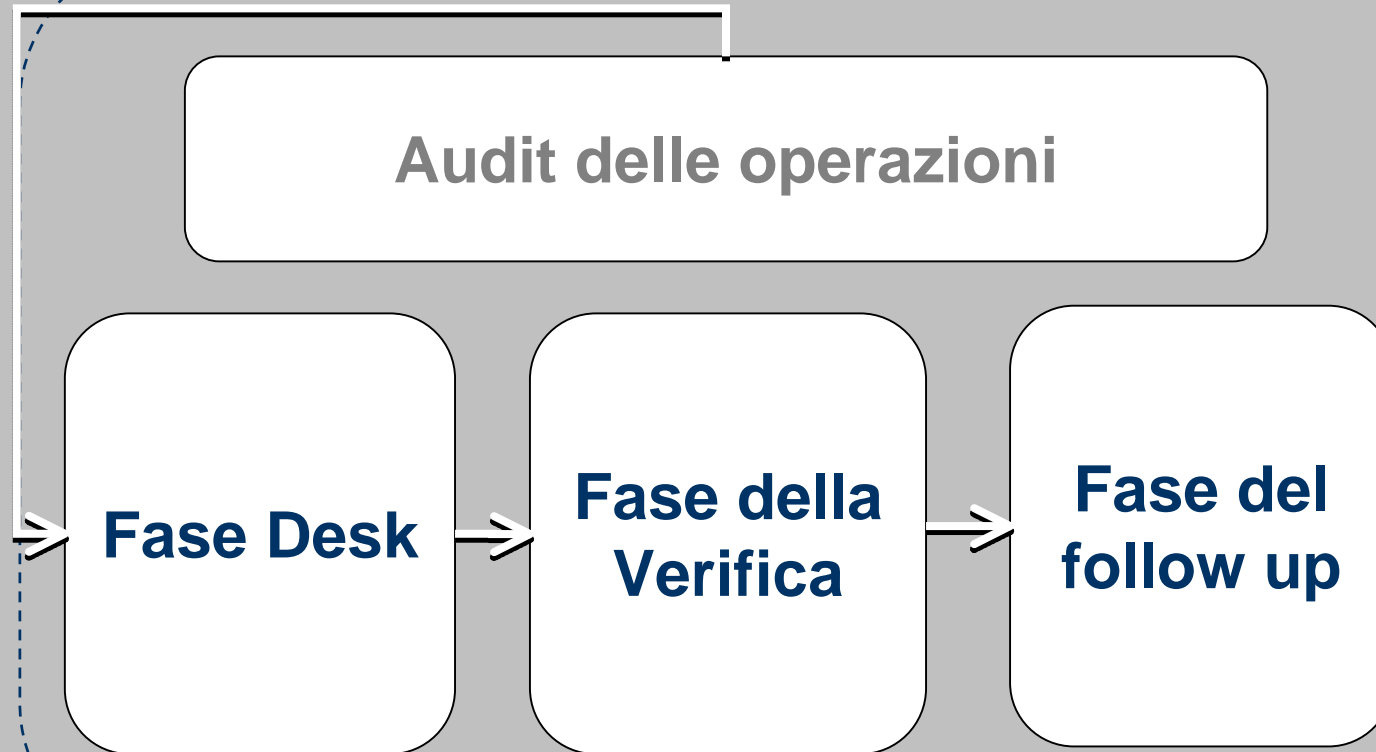 Audit delle operazioni
Fase Desk
Fase della
Verifica
Fase del
follow up